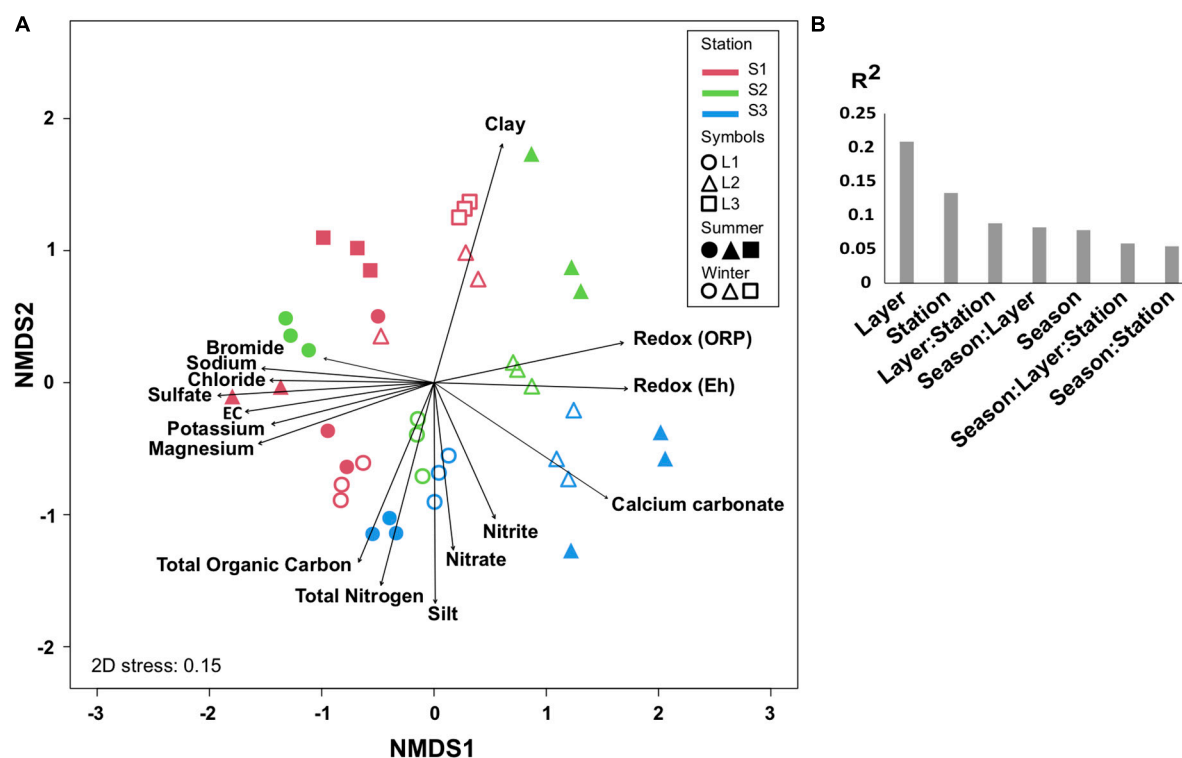 A
Station
S1
S2
S3
Symbols
L1
L2
L3
Summer
Winter
2
1
0
-1
-2
NMDS2
Clay
Redox (ORP)
Redox (Eh)
Bromide
Sodium
Chloride
Sulfate
EC
Potassium
Magnesium
Calcium carbonate
Nitrite
Nitrate
Total Organic Carbon
Total Nitrogen
Silt
2D stress: 0.15
-3
-2
-1
0
1
2
3
NMDS1
B
R2
0.25
0.2
0.15
0.1
0.05
0
Layer
Station
Layer:Station
Season:Layer
Season
Season:Layer:Station
Season:Station